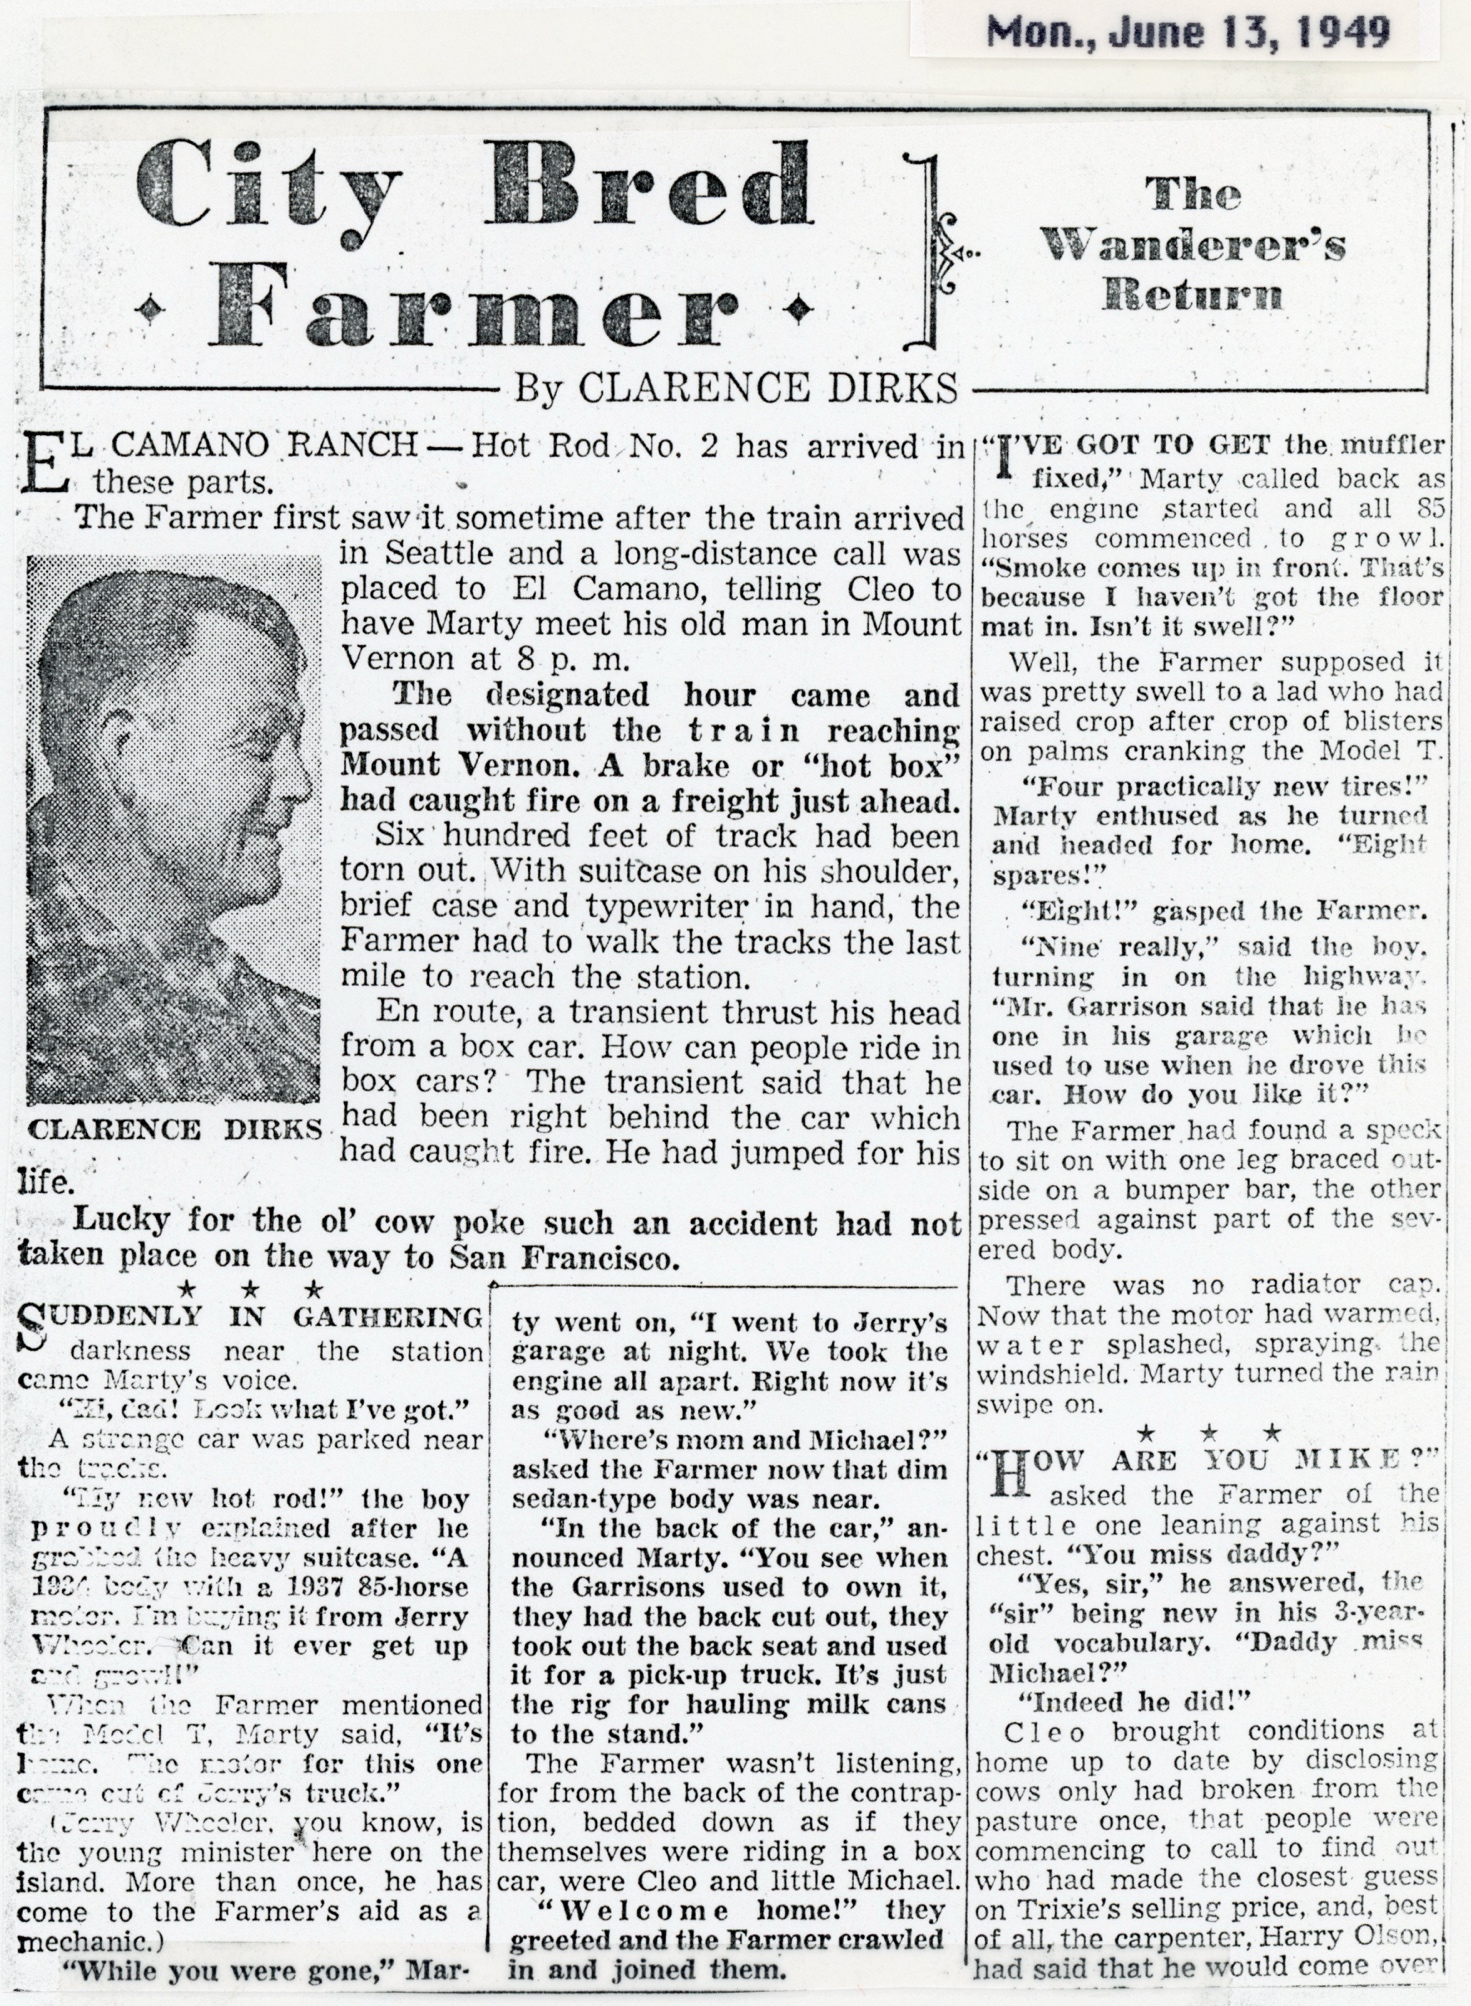 Mon., June 13, 1949
City Bred
Farmer
The
Wanderer's
Return
By CLARENCE DIRKS
EL CAMANO RANCH — Hot Rod No. 2 has arrived in
these parts.
The Farmer first saw it sometime after the train arrived
in Seattle and a long-distance call was
placed to El Camano, telling Cleo to
have Marty meet his old man in Mount
Vernon at 8 p. m.
The designated hour came and
passed without the train reaching
Mount Vernon. A brake or "hot box"
had caught fire on a freight just ahead.
Six hundred feet of track had been
torn out. With suitcase on his shoulder,
brief case and typewriter in hand, the
Farmer had to walk the tracks the last
mile to reach the station.
En route, a transient thrust his head
from a box car. How can people ride in
box cars? The transient said that he
had been right behind the car which
had caught fire. He had jumped for his
CLARENCE DIRKS
life.
Lucky for the ol' cow poke such an accident had not
taken place on the way to San Francisco.
★ ★ ★
SUDDENLY IN GATHERING
darkness near the station
came Marty's voice.
"Hi, dad! Look what I've got."
A strange car was parked near
the tracks.
"My new hot rod!" the boy
proudly explained after he
grabbed the heavy suitcase. "A
1934 body with a 1937 85-horse
motor. I'm buying it from Jerry
Wheeler. Can it ever get up
and growl!"
When the Farmer mentioned
the Model T, Marty said, "It's
home. The motor for this one
came out of Jerry's truck."
(Jerry Wheeler, you know, is
the young minister here on the
island. More than once, he has
come to the Farmer's aid as a
mechanic.)
"While you were gone," Mar-
ty went on, "I went to Jerry's
garage at night. We took the
engine all apart. Right now it's
as good as new."
"Where's mom and Michael?"
asked the Farmer now that dim
sedan-type body was near.
"In the back of the car," an-
nounced Marty. "You see when
the Garrisons used to own it,
they had the back cut out, they
took out the back seat and used
it for a pick-up truck. It's just
the rig for hauling milk cans
to the stand."
The Farmer wasn't listening,
for from the back of the contrap-
tion, bedded down as if they
themselves were riding in a box
car, were Cleo and little Michael.
"Welcome home!" they
greeted and the Farmer crawled
in and joined them.
"I'VE GOT TO GET the muffler
fixed," Marty called back as
the engine started and all 85
horses commenced to growl.
"Smoke comes up in front. That's
because I haven't got the floor
mat in. Isn't it swell?"
Well, the Farmer supposed it
was pretty swell to a lad who had
raised crop after crop of blisters
on palms cranking the Model T.
"Four practically new tires!"
Marty enthused as he turned
and headed for home. "Eight
spares!"
"Eight!" gasped the Farmer.
"Nine really," said the boy,
turning in on the highway.
"Mr. Garrison said that he has
one in his garage which he
used to use when he drove this
car. How do you like it?"
The Farmer had found a speck
to sit on with one leg braced out-
side on a bumper bar, the other
pressed against part of the sev-
ered body.
There was no radiator cap.
Now that the motor had warmed,
water splashed, spraying the
windshield. Marty turned the rain
swipe on.
★ ★ ★
"HOW ARE YOU MIKE?"
asked the Farmer of the
little one leaning against his
chest. "You miss daddy?"
"Yes, sir," he answered, the
"sir" being new in his 3-year-
old vocabulary. "Daddy miss
Michael?"
"Indeed he did!"
Cleo brought conditions at
home up to date by disclosing
cows only had broken from the
pasture once, that people were
commencing to call to find out
who had made the closest guess
on Trixie's selling price, and, best
of all, the carpenter, Harry Olson,
had said that he would come over